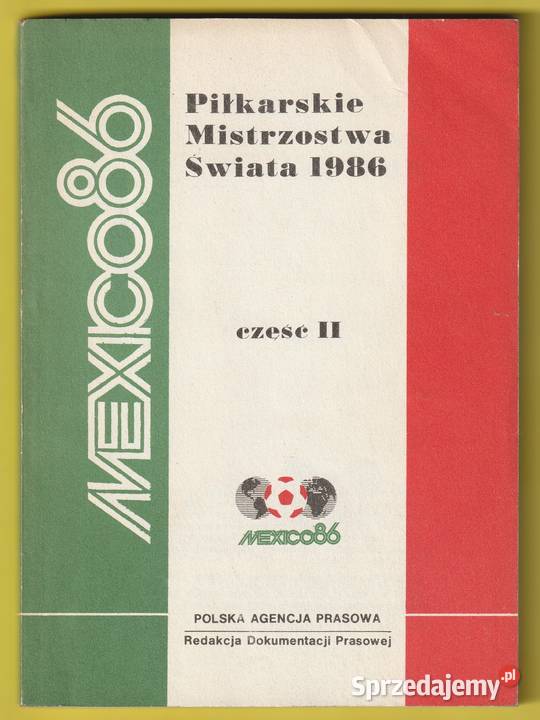 MEXICO86
Piłkarskie
Mistrzostwa
Świata 1986
część II
MEXICO86
POLSKA AGENCJA PRASOWA
Redakcja Dokumentacji Prasowej
Sprzedajemy.pl